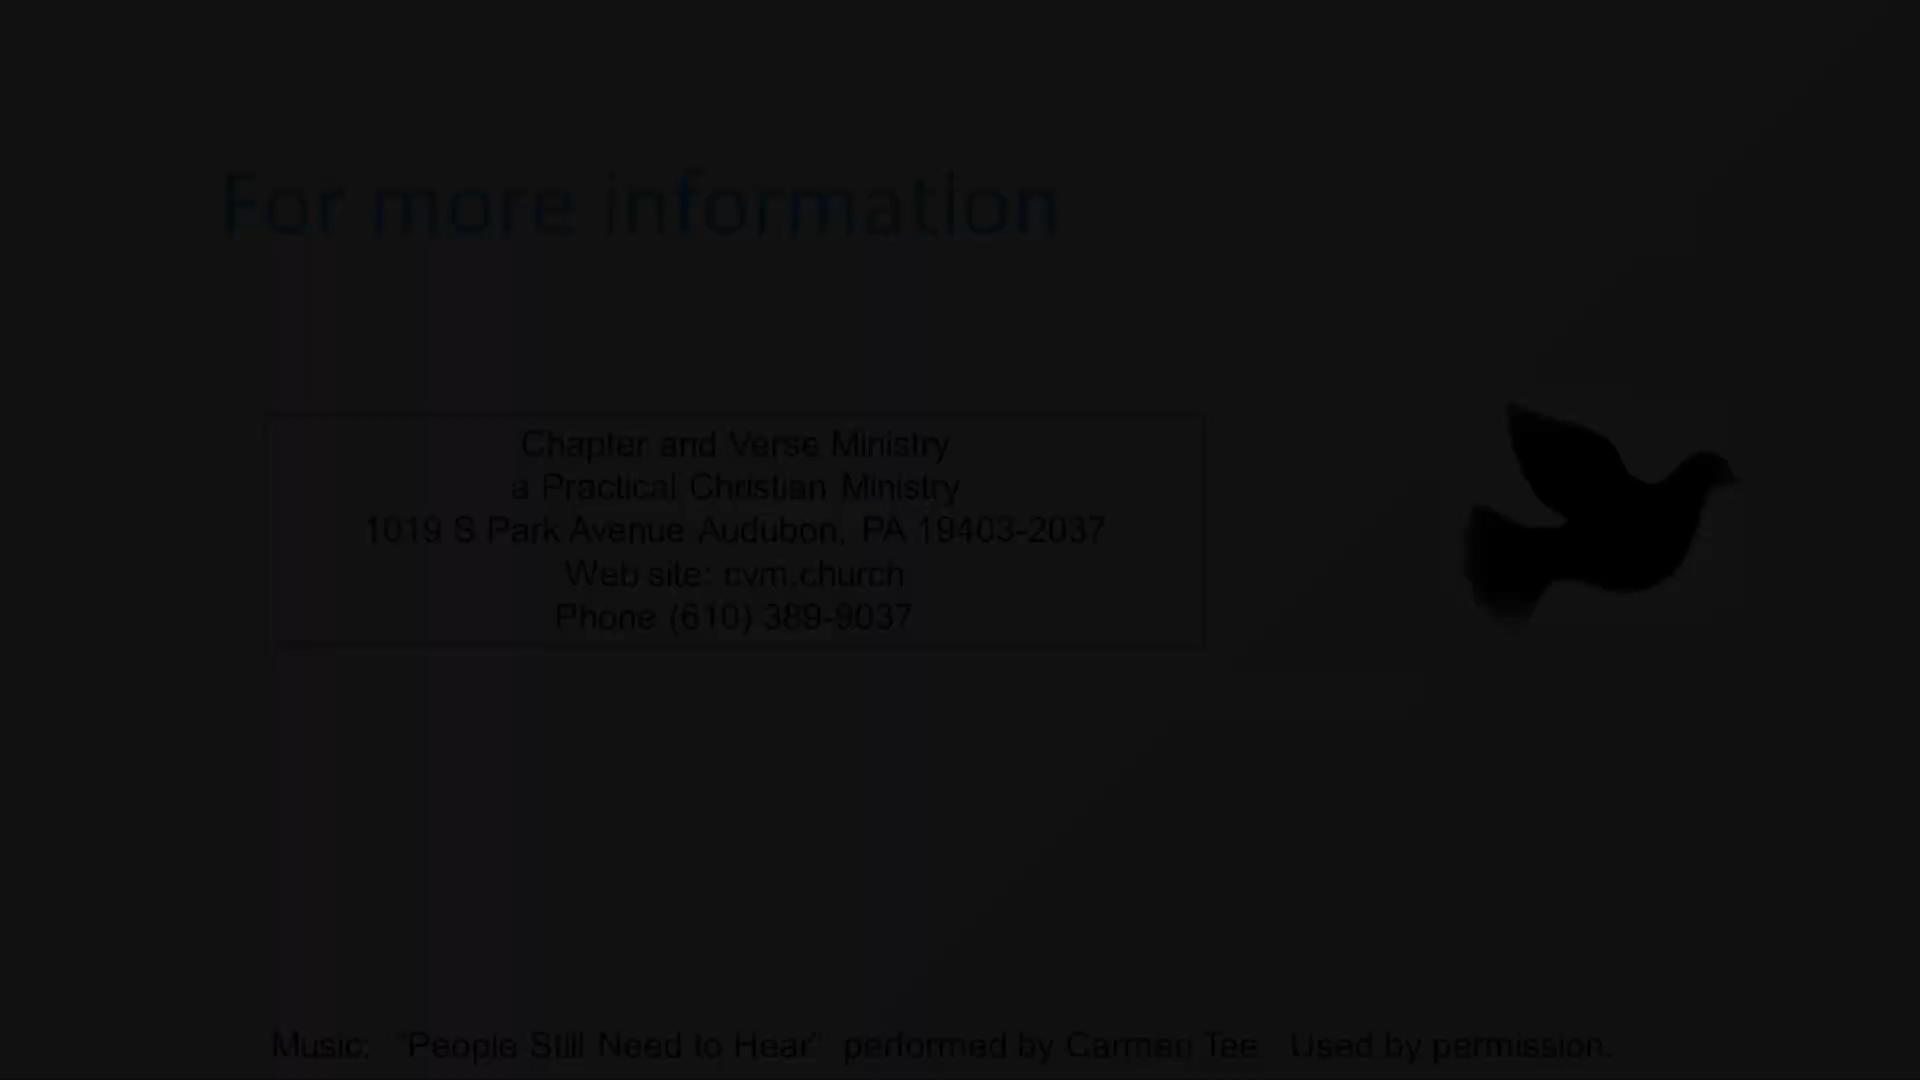 For more information
Chapter and Verse Ministry
a Practical Christian Ministry
1019 S Park Avenue Audubon, PA 19403-2037
Web site: cvm.church
Phone (610) 389-9037
Music: "People Still Need to Hear" performed by Carmen Tee. Used by permission.